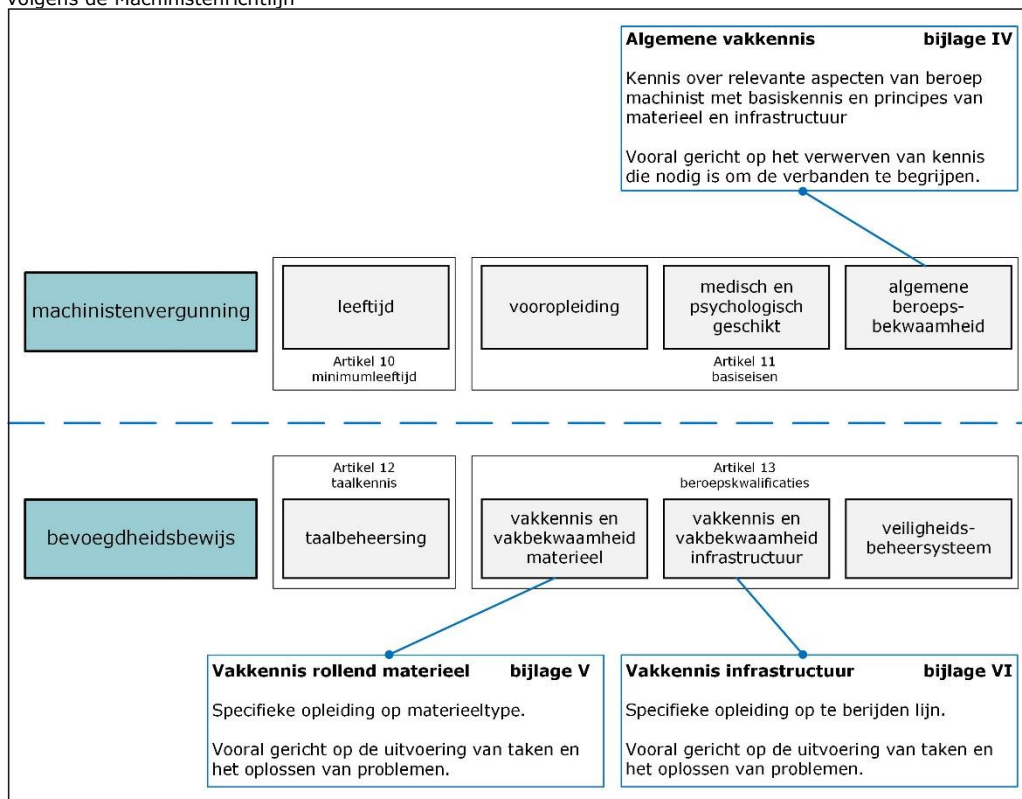 volgens de Machinistenrichtlijn
Algemene vakkennis bijlage IV
Kennis over relevante aspecten van beroep
machinist met basiskennis en principes van
materieel en infrastructuur
Vooral gericht op het verwerven van kennis
die nodig is om de verbanden te begrijpen.
machinistenvergunning
leeftijd
Artikel 10
minimumleeftijd
vooropleiding
medisch en
psychologisch
geschikt
algemene
beroeps-
bekwaamheid
Artikel 11
basiseisen
bevoegdheidsbewijs
Artikel 12
taalkennis
taalbeheersing
Artikel 13
beroepskwalificaties
vakkennis en
vakbekwaamheid
materieel
vakkennis en
vakbekwaamheid
infrastructuur
veiligheids-
beheersysteem
Vakkennis rollend materieel bijlage V
Specifieke opleiding op materieeltype.
Vooral gericht op de uitvoering van taken en
het oplossen van problemen.
Vakkennis infrastructuur bijlage VI
Specifieke opleiding op te berijden lijn.
Vooral gericht op de uitvoering van taken en
het oplossen van problemen.